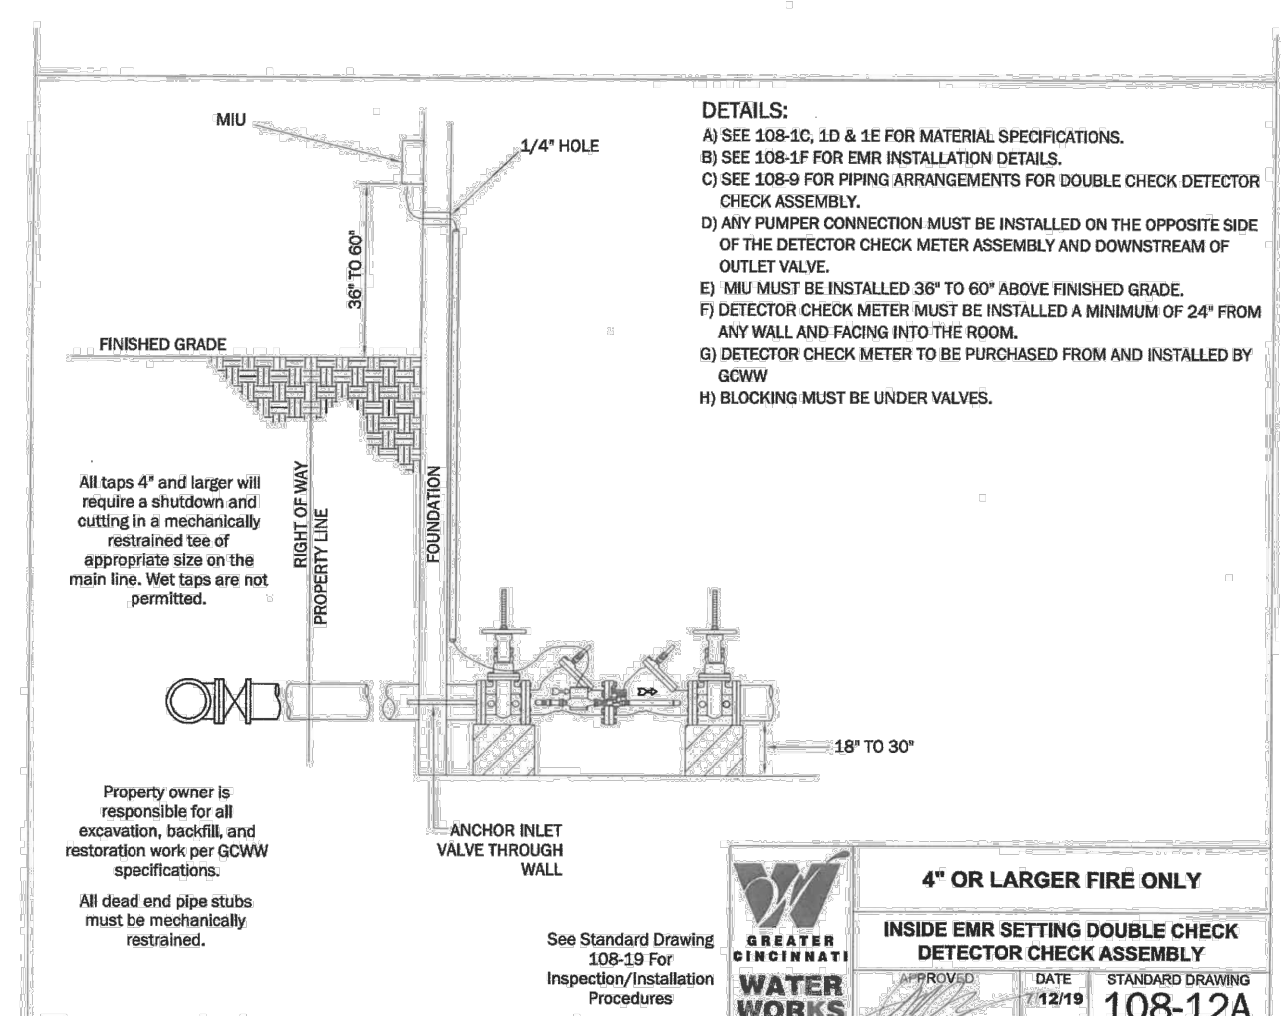 MIU
1/4" HOLE
36" TO 60"
FINISHED GRADE
DETAILS:
A) SEE 108-1C, 1D & 1E FOR MATERIAL SPECIFICATIONS.
B) SEE 108-1F FOR EMR INSTALLATION DETAILS.
C) SEE 108-9 FOR PIPING ARRANGEMENTS FOR DOUBLE CHECK DETECTOR
CHECK ASSEMBLY.
D) ANY PUMPER CONNECTION MUST BE INSTALLED ON THE OPPOSITE SIDE
OF THE DETECTOR CHECK METER ASSEMBLY AND DOWNSTREAM OF
OUTLET VALVE.
E) MIU MUST BE INSTALLED 36" TO 60" ABOVE FINISHED GRADE.
F) DETECTOR CHECK METER MUST BE INSTALLED A MINIMUM OF 24" FROM
ANY WALL AND FACING INTO THE ROOM.
G) DETECTOR CHECK METER TO BE PURCHASED FROM AND INSTALLED BY
GCWW
H) BLOCKING MUST BE UNDER VALVES.
All taps 4" and larger will
require a shutdown and
cutting in a mechanically
restrained tee of
appropriate size on the
main line. Wet taps are not
permitted.
RIGHT OF WAY
PROPERTY LINE
FOUNDATION
18" TO 30"
Property owner is
responsible for all
excavation, backfill, and
restoration work per GCWW
specifications.
All dead end pipe stubs
must be mechanically
restrained.
ANCHOR INLET
VALVE THROUGH
WALL
See Standard Drawing
108-19 For
Inspection/Installation
Procedures
GREATER
CINCINNATI
WATER
WORKS
4" OR LARGER FIRE ONLY
INSIDE EMR SETTING DOUBLE CHECK
DETECTOR CHECK ASSEMBLY
APPROVED
DATE
12/19
STANDARD DRAWING
108-12A